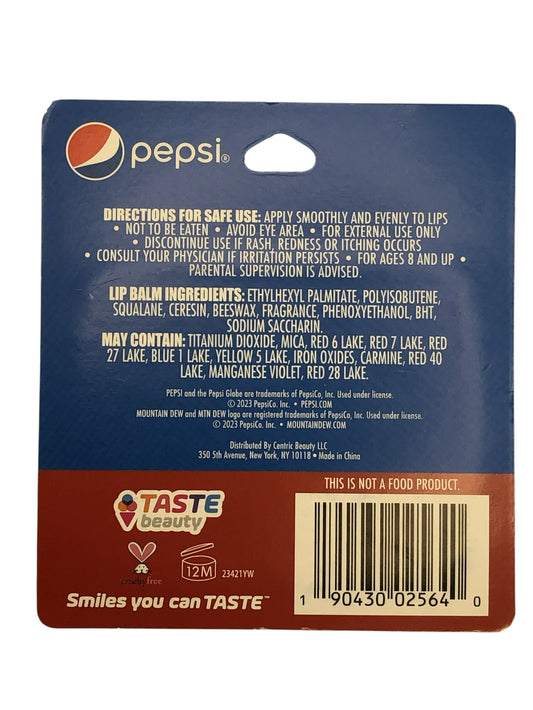 pepsi®
DIRECTIONS FOR SAFE USE: APPLY SMOOTHLY AND EVENLY TO LIPS
• NOT TO BE EATEN • AVOID EYE AREA • FOR EXTERNAL USE ONLY
• DISCONTINUE USE IF RASH, REDNESS OR ITCHING OCCURS
• CONSULT YOUR PHYSICIAN IF IRRITATION PERSISTS • FOR AGES 8 AND UP •
PARENTAL SUPERVISION IS ADVISED.
LIP BALM INGREDIENTS: ETHYLHEXYL PALMITATE, POLYISOBUTENE,
SQUALANE, CERESIN, BEESWAX, FRAGRANCE, PHENOXYETHANOL, BHT,
SODIUM SACCHARIN.
MAY CONTAIN: TITANIUM DIOXIDE, MICA, RED 6 LAKE, RED 7 LAKE, RED
27 LAKE, BLUE 1 LAKE, YELLOW 5 LAKE, IRON OXIDES, CARMINE, RED 40
LAKE, MANGANESE VIOLET, RED 28 LAKE.
PEPSI and the Pepsi Globe are trademarks of PepsiCo, Inc. Used under license.
© 2023 PepsiCo. Inc. • PEPSI.COM
MOUNTAIN DEW and MTN DEW logo are registered trademarks of PepsiCo, Inc. Used under license.
© 2023 PepsiCo. Inc. • MOUNTAINDEW.COM
Distributed By Centric Beauty LLC
350 5th Avenue, New York, NY 10118 • Made in China
THIS IS NOT A FOOD PRODUCT.
TASTE
beauty
crueltyfree
12M
23421YW
Smiles you can TASTE™
1 90430 02564 0